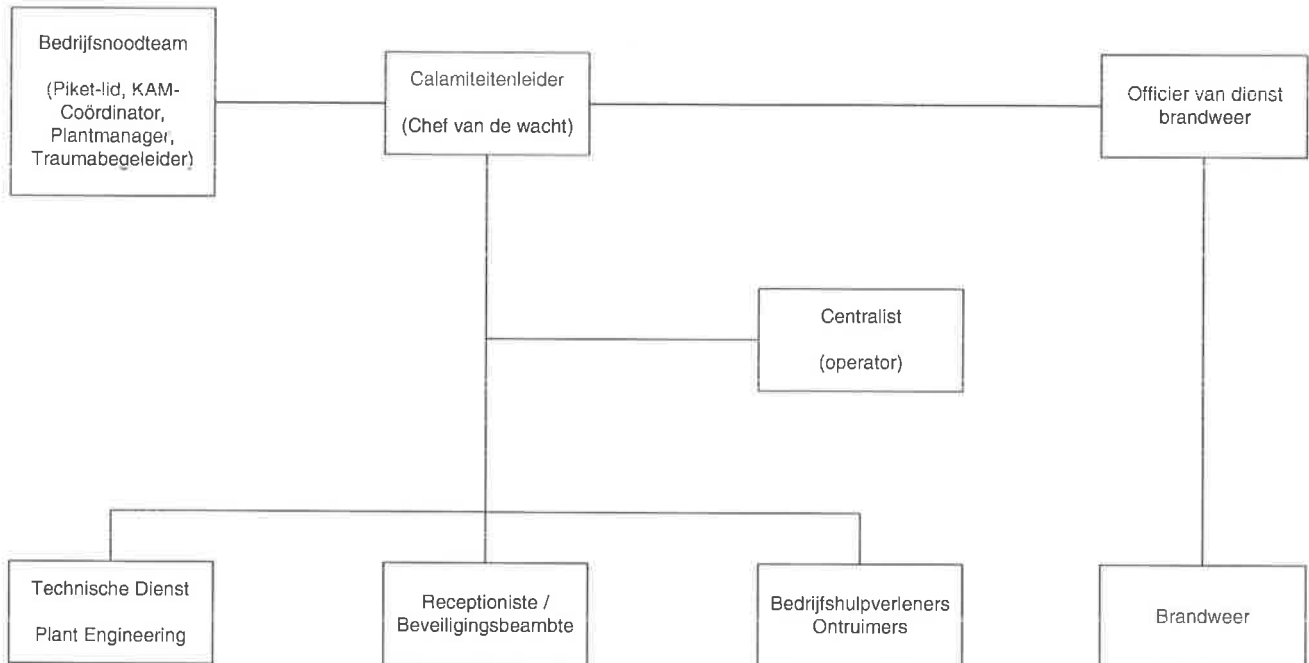 Bedrijfsnoodteam
(Piket-lid, KAM-
Coördinator,
Plantmanager,
Traumabegeleider)
Calamiteitenleider
(Chef van de wacht)
Officier van dienst
brandweer
Centralist
(operator)
Technische Dienst
Plant Engineering
Receptioniste /
Beveiligingsbeambte
Bedrijfshulpverleners
Ontruimers
Brandweer